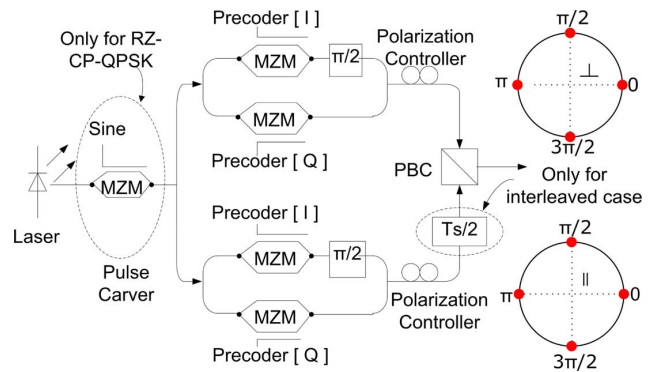 Only for RZ-
CP-QPSK
Sine
MZM
Laser
Pulse
Carver
Precoder [ I ]
MZM
π/2
MZM
Precoder [ Q ]
Polarization
Controller
Precoder [ I ]
MZM
π/2
MZM
Precoder [ Q ]
Polarization
Controller
PBC
Ts/2
Only for
interleaved case
π/2
π
⊥
0
3π/2
π/2
π
||
0
3π/2